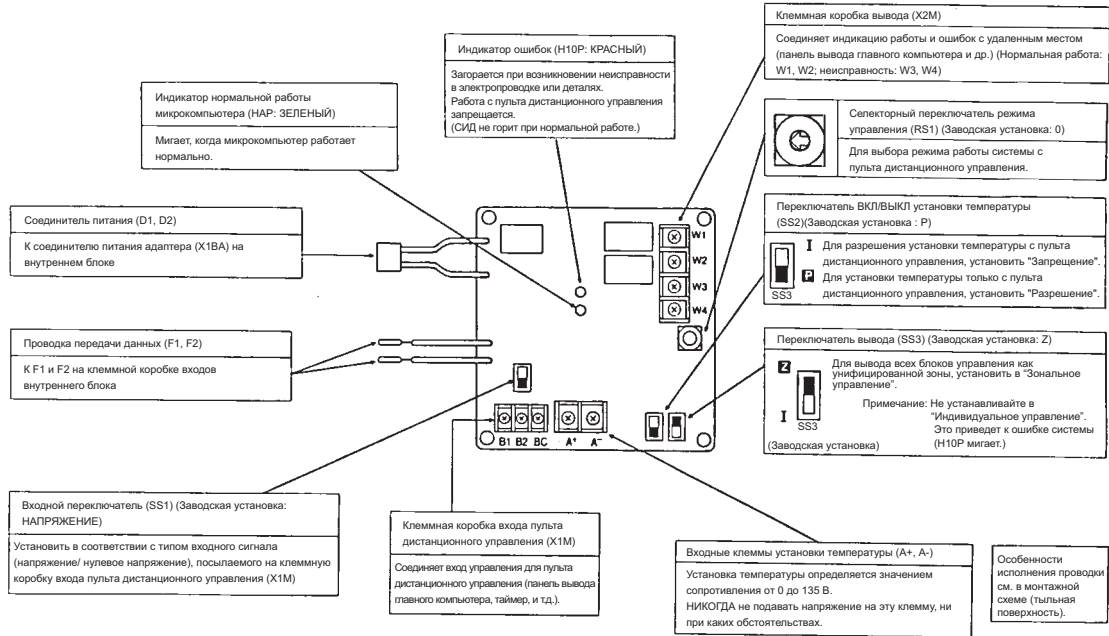 Клеммная коробка вывода (X2M)
Соединяет индикацию работы и ошибок с удаленным местом
(панель вывода главного компьютера и др.) (Нормальная работа:
W1, W2; неисправность: W3, W4)
Индикатор ошибок (H10P: КРАСНЫЙ)
Загорается при возникновении неисправности
в электропроводке или деталях.
Работа с пульта дистанционного управления
запрещается.
(СИД не горит при нормальной работе.)
Индикатор нормальной работы
микрокомпьютера (HAP: ЗЕЛЕНЫЙ)
Мигает, когда микрокомпьютер работает
нормально.
Селекторный переключатель режима
управления (RS1) (Заводская установка: 0)
Для выбора режима работы системы с
пульта дистанционного управления.
Соединитель питания (D1, D2)
К соединителю питания адаптера (X1BA) на
внутреннем блоке
Переключатель ВКЛ/ВЫКЛ установки температуры
(SS2)(Заводская установка : P)
I Для разрешения установки температуры с пульта
дистанционного управления, установить "Запрещение".
P Для установки температуры только с пульта
дистанционного управления, установить "Разрешение".
SS3
W1
W2
W3
W4
Проводка передачи данных (F1, F2)
К F1 и F2 на клеммной коробке входов
внутреннего блока
Переключатель вывода (SS3) (Заводская установка: Z)
Z Для вывода всех блоков управления как
унифицированной зоны, установить в “Зональное
управление”.
Примечание: Не устанавливайте в
“Индивидуальное управление”.
Это приведет к ошибке системы
(H10P мигает.)
I
SS3
(Заводская установка)
B1 B2 BC A+ A-
Входной переключатель (SS1) (Заводская установка:
НАПРЯЖЕНИЕ)
Установить в соответствии с типом входного сигнала
(напряжение/ нулевое напряжение), посылаемого на клеммную
коробку входа пульта дистанционного управления (X1M)
Клеммная коробка входа пульта
дистанционного управления (X1M)
Соединяет вход управления для пульта
дистанционного управления (панель вывода
главного компьютера, таймер, и т.д.).
Входные клеммы установки температуры (A+, A-)
Установка температуры определяется значением
сопротивления от 0 до 135 В.
НИКОГДА не подавать напряжение на эту клемму, ни
при каких обстоятельствах.
Особенности
исполнения проводки
см. в монтажной
схеме (тыльная
поверхность).